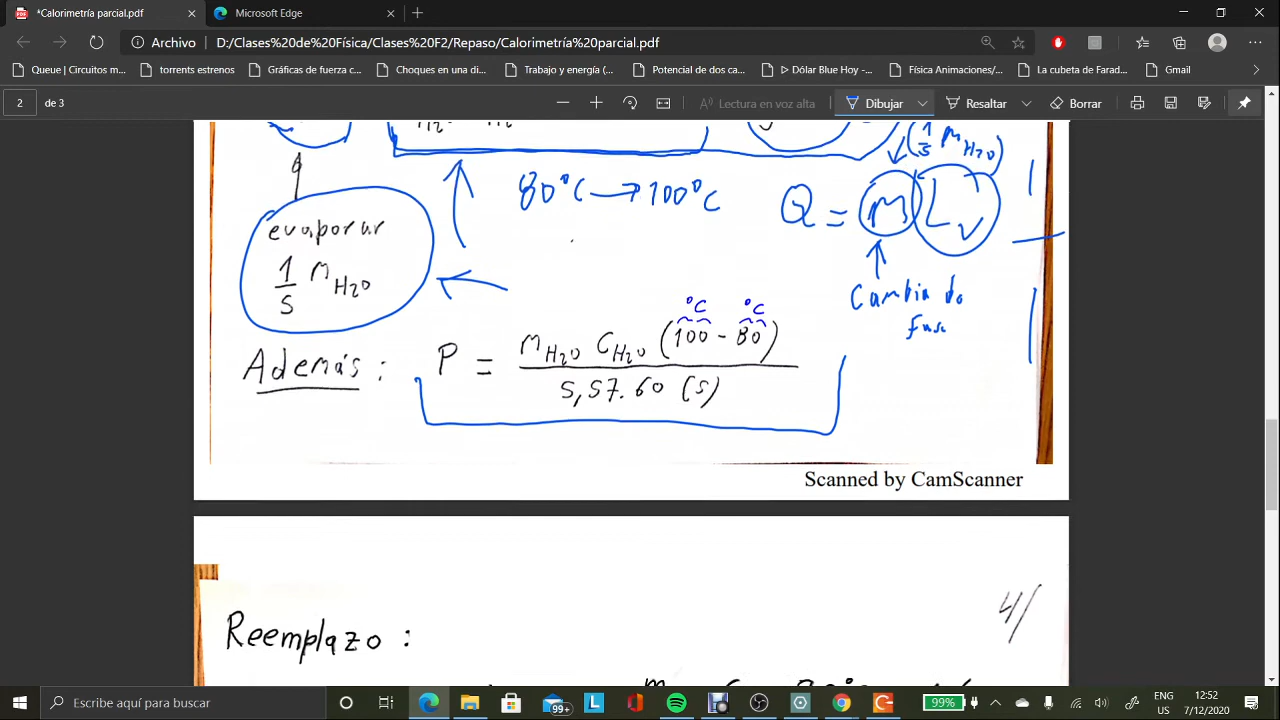 *Calorimetría parcial.pdf
Microsoft Edge
Archivo
D:/Clases%20de%20Física/Clases%20F2/Repaso/Calorimetría%20parcial.pdf
Queue | Circuitos m...
torrents estrenos
Gráficas de fuerza c...
Choques en una di...
Trabajo y energía (...
Potencial de dos ca...
▷ Dólar Blue Hoy -...
Física Animaciones/...
La cubeta de Farad...
Gmail
2
de 3
Lectura en voz alta
Dibujar
Resaltar
Borrar
(1/5 m H2O)
80°C → 100°C
Q = m Lv
evaporar
1/5 m H2O
Cambia de
fase
°C °C
Además: P = m H2O C H2O (100 - 80) / 5,57.60 (s)
Scanned by CamScanner
4/
Reemplazo:
Escribe aquí para buscar
99+
99%
ENG
ES
12:52
7/12/2020